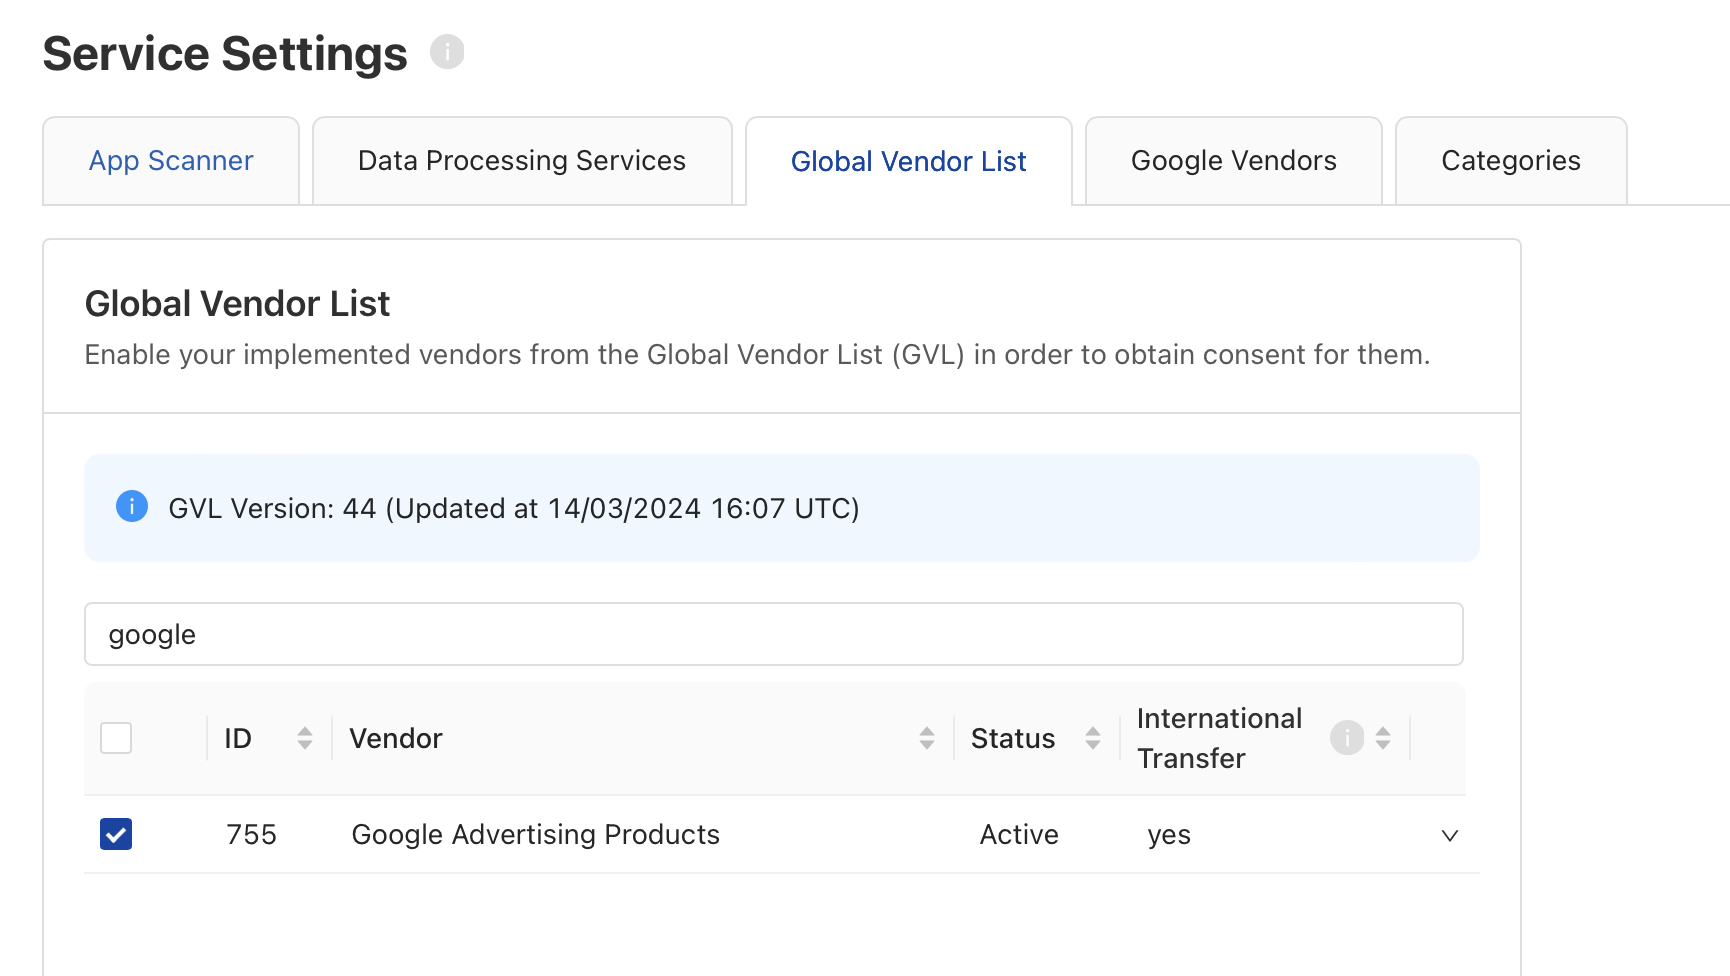 Service Settings
App Scanner
Data Processing Services
Global Vendor List
Google Vendors
Categories
Global Vendor List
Enable your implemented vendors from the Global Vendor List (GVL) in order to obtain consent for them.
GVL Version: 44 (Updated at 14/03/2024 16:07 UTC)
google
ID
Vendor
Status
International
Transfer
755
Google Advertising Products
Active
yes